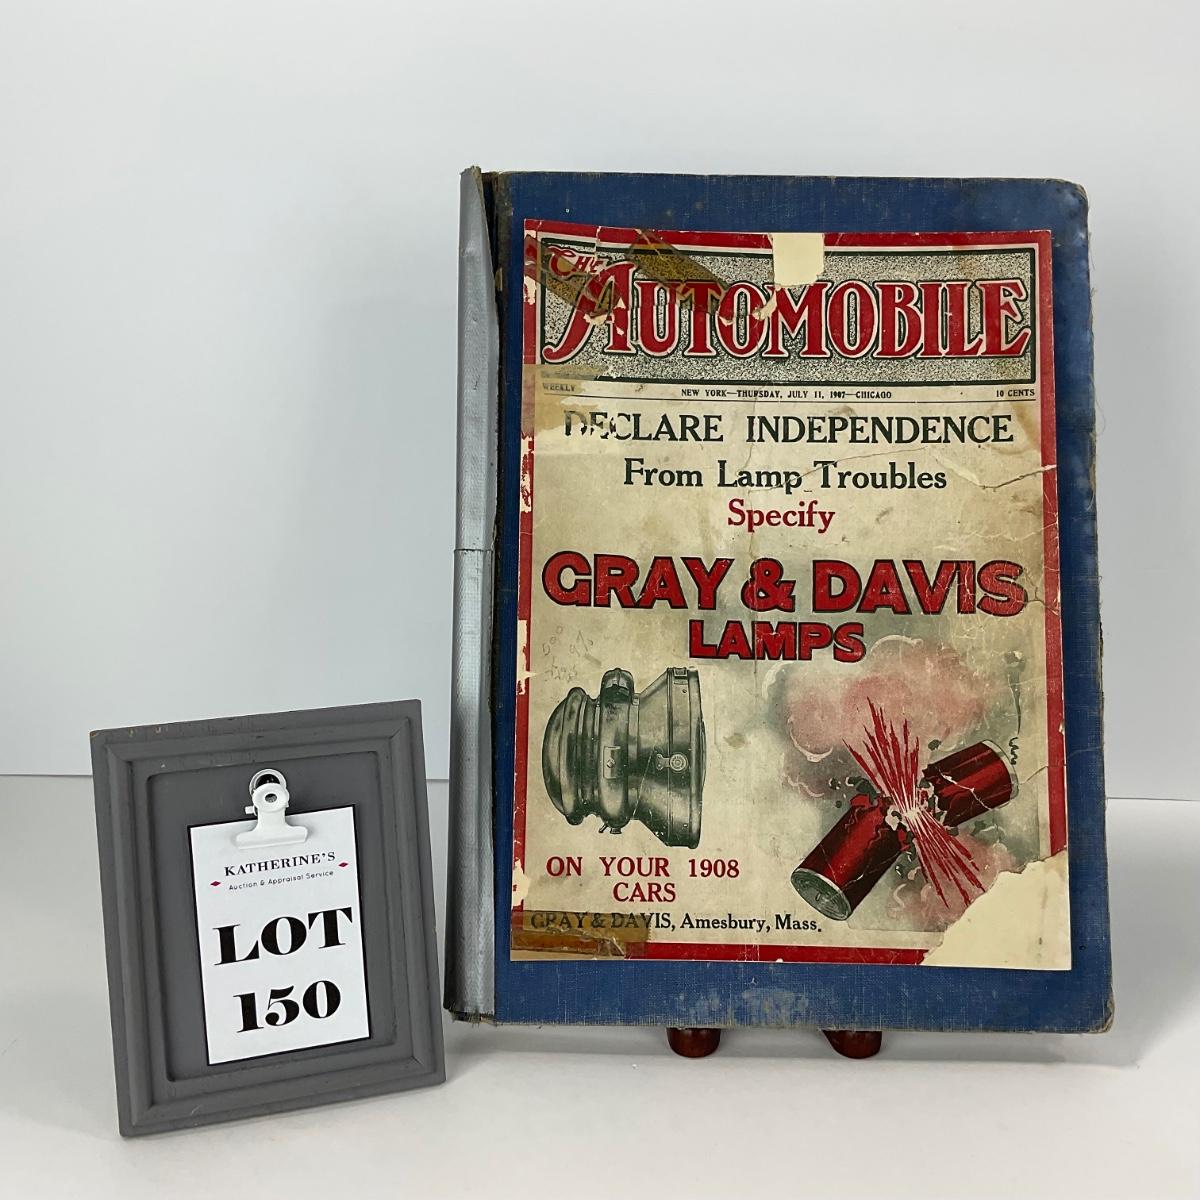 The
AUTOMOBILE
WEEKLY
NEW YORK—THURSDAY, JULY 11, 1907—CHICAGO
10 CENTS
DECLARE INDEPENDENCE
From Lamp Troubles
Specify
GRAY & DAVIS
LAMPS
ON YOUR 1908
CARS
GRAY & DAVIS, Amesbury, Mass.
KATHERINE'S
Auction & Appraisal Service
LOT
150